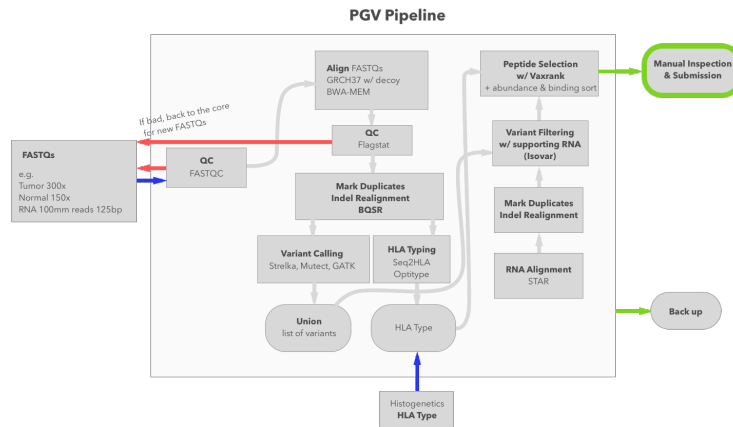 PGV Pipeline
Align FASTQs
GRCH37 w/ decoy
BWA-MEM
Peptide Selection
w/ Vaxrank
+ abundance & binding sort
Manual Inspection
& Submission
If bad, back to the core
for new FASTQs
QC
Flagstat
Variant Filtering
w/ supporting RNA
(Isovar)
FASTQs
e.g.
Tumor 300x
Normal 150x
RNA 100mm reads 125bp
QC
FASTQC
Mark Duplicates
Indel Realignment
BQSR
Mark Duplicates
Indel Realignment
Variant Calling
Strelka, Mutect, GATK
HLA Typing
Seq2HLA
Optitype
RNA Alignment
STAR
Union
list of variants
HLA Type
Back up
Histogenetics
HLA Type